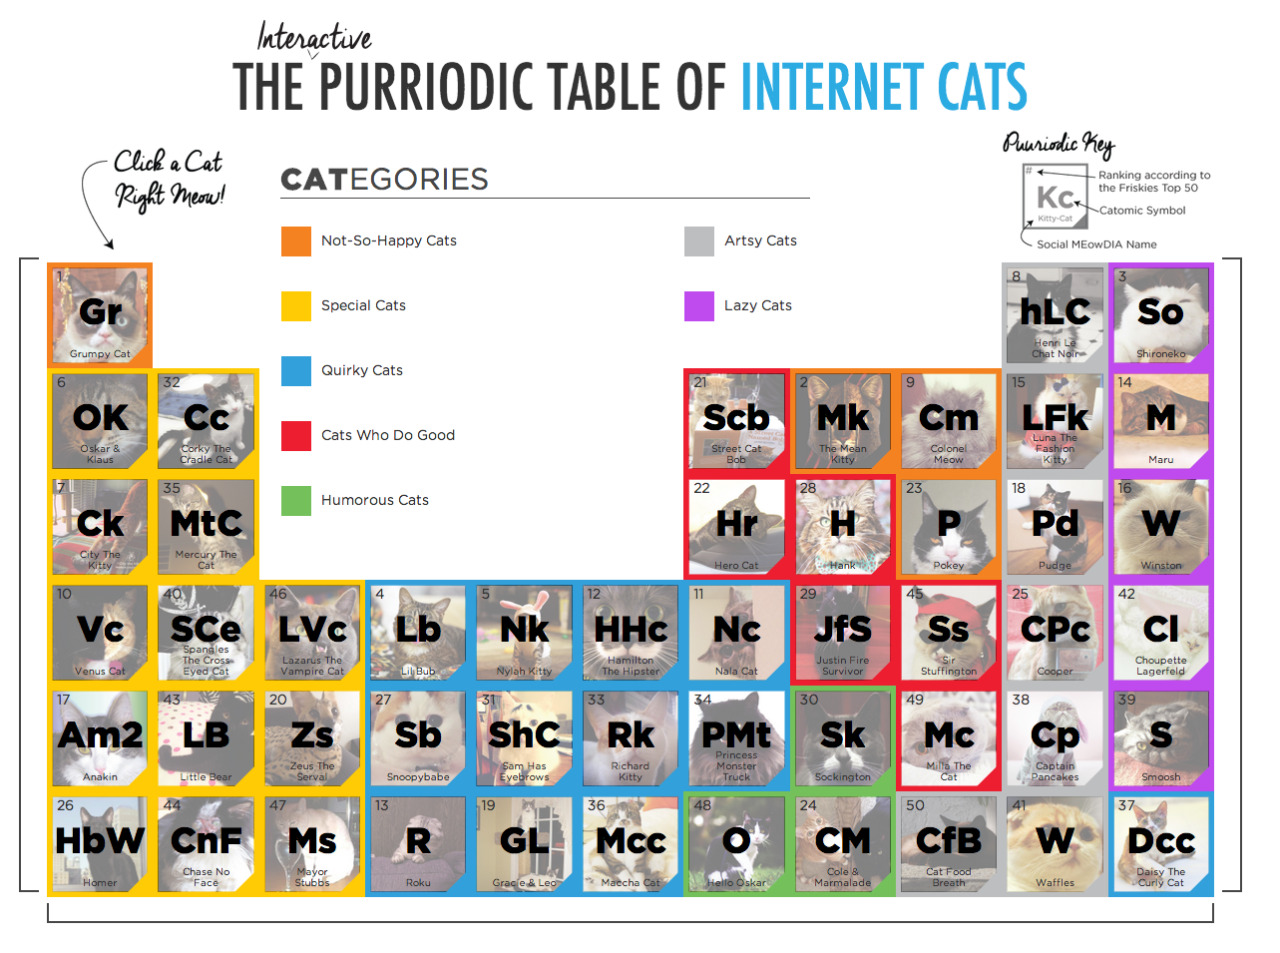 Interactive
THE PURRIODIC TABLE OF INTERNET CATS
Click a Cat
Right Meow!
CATEGORIES
Not-So-Happy Cats
Special Cats
Quirky Cats
Cats Who Do Good
Humorous Cats
Artsy Cats
Lazy Cats
Puuriodic Key
#
Kc
Kitty-Cat
Ranking according to
the Friskies Top 50
Catomic Symbol
Social MEowDIA Name
1
Gr
Grumpy Cat
8
hLC
Henri Le
Chat Noir
3
So
Shironeko
6
OK
Oskar &
Klaus
32
Cc
Corky The
Cradle Cat
21
Scb
Street Cat
Bob
2
Mk
The Mean
Kitty
9
Cm
Colonel
Meow
15
LFk
Luna The
Fashion
Kitty
14
M
Maru
7
Ck
City The
Kitty
35
MtC
Mercury The
Cat
22
Hr
Hero Cat
28
H
Hank
23
P
Pokey
18
Pd
Pudge
16
W
Winston
10
Vc
Venus Cat
40
SCe
Spangles
The Cross
Eyed Cat
46
LVc
Lazarus The
Vampire Cat
4
Lb
Lil Bub
5
Nk
Nylah Kitty
12
HHc
Hamilton
The Hipster
11
Nc
Nala Cat
29
JfS
Justin Fire
Survivor
45
Ss
Sir
Stuffington
25
CPc
Cooper
42
Cl
Choupette
Lagerfeld
17
Am2
Anakin
43
LB
Little Bear
20
Zs
Zeus The
Serval
27
Sb
Snoopybabe
31
ShC
Sam Has
Eyebrows
33
Rk
Richard
Kitty
34
PMt
Princess
Monster
Truck
30
Sk
Sockington
49
Mc
Milla The
Cat
38
Cp
Captain
Pancakes
39
S
Smoosh
26
HbW
Homer
44
CnF
Chase No
Face
47
Ms
Mayor
Stubbs
13
R
Roku
19
GL
Gracie & Leo
36
Mcc
Maccha Cat
48
O
Hello Oskar
24
CM
Cole &
Marmalade
50
CfB
Cat Food
Breath
41
W
Waffles
37
Dcc
Daisy The
Curly Cat